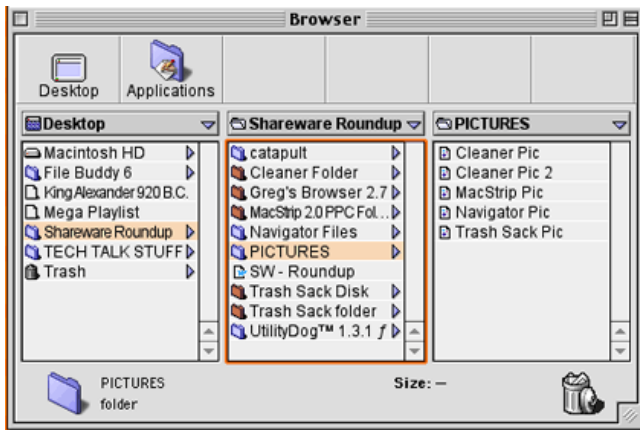 Browser
Desktop
Applications
Desktop
Macintosh HD
File Buddy 6
King Alexander 920 B.C.
Mega Playlist
Shareware Roundup
TECH TALK STUFF
Trash
Shareware Roundup
catapult
Cleaner Folder
Greg's Browser 2.7
MacStrip 2.0 PPC Fol...
Navigator Files
PICTURES
SW - Roundup
Trash Sack Disk
Trash Sack folder
UtilityDog™ 1.3.1 ƒ
PICTURES
Cleaner Pic
Cleaner Pic 2
MacStrip Pic
Navigator Pic
Trash Sack Pic
PICTURES
folder
Size: —